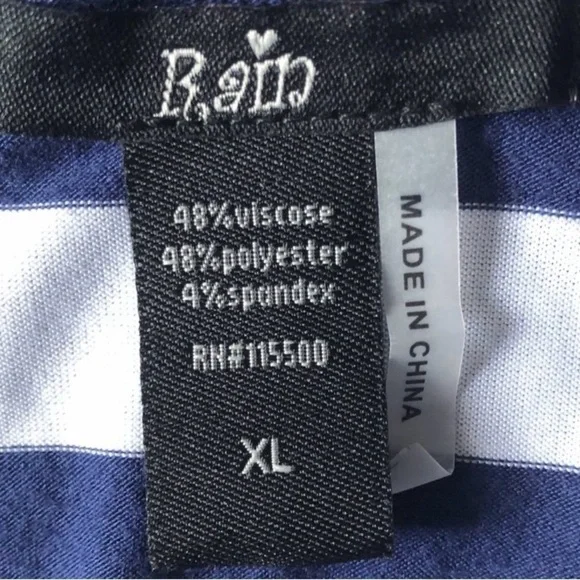 Rain
48%viscose
48%polyester
4%spandex
RN#115500
XL
MADE IN CHINA